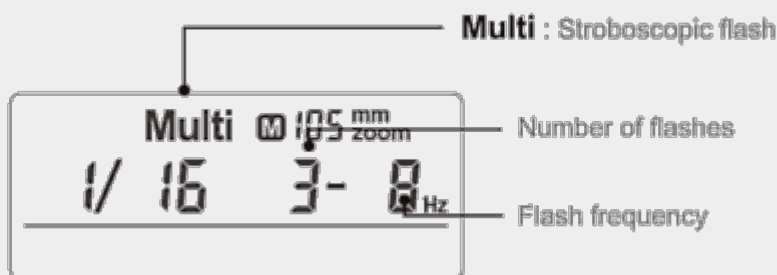 Multi : Stroboscopic flash
Multi M 105 mm zoom
Number of flashes
1/ 16 3- 8 Hz
Flash frequency